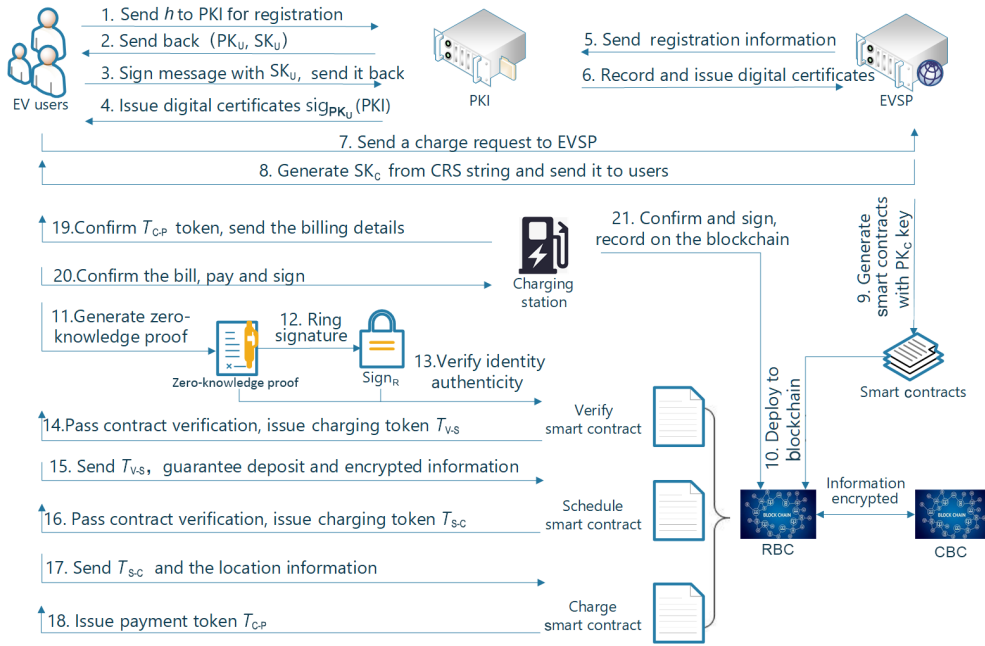 1. Send h to PKI for registration
2. Send back (PKU, SKU)
3. Sign message with SKU, send it back
4. Issue digital certificates sigPKU(PKI)
EV users
PKI
5. Send registration information
6. Record and issue digital certificates
EVSP
7. Send a charge request to EVSP
8. Generate SKC from CRS string and send it to users
9. Generate
smart contracts
with PKC key
19.Confirm TC-P token, send the billing details
20.Confirm the bill, pay and sign
Charging
station
21. Confirm and sign,
record on the blockchain
11.Generate zero-
knowledge proof
Zero-knowledge proof
12. Ring
signature
SignR
13.Verify identity
authenticity
Smart contracts
10. Deploy to
blockchain
14.Pass contract verification, issue charging token TV-S
Verify
smart contract
15. Send TV-S, guarantee deposit and encrypted information
16. Pass contract verification, issue charging token TS-C
Schedule
smart contract
17. Send TS-C and the location information
18. Issue payment token TC-P
Charge
smart contract
BLOCK CHAIN
RBC
Information
encrypted
BLOCK CHAIN
CBC